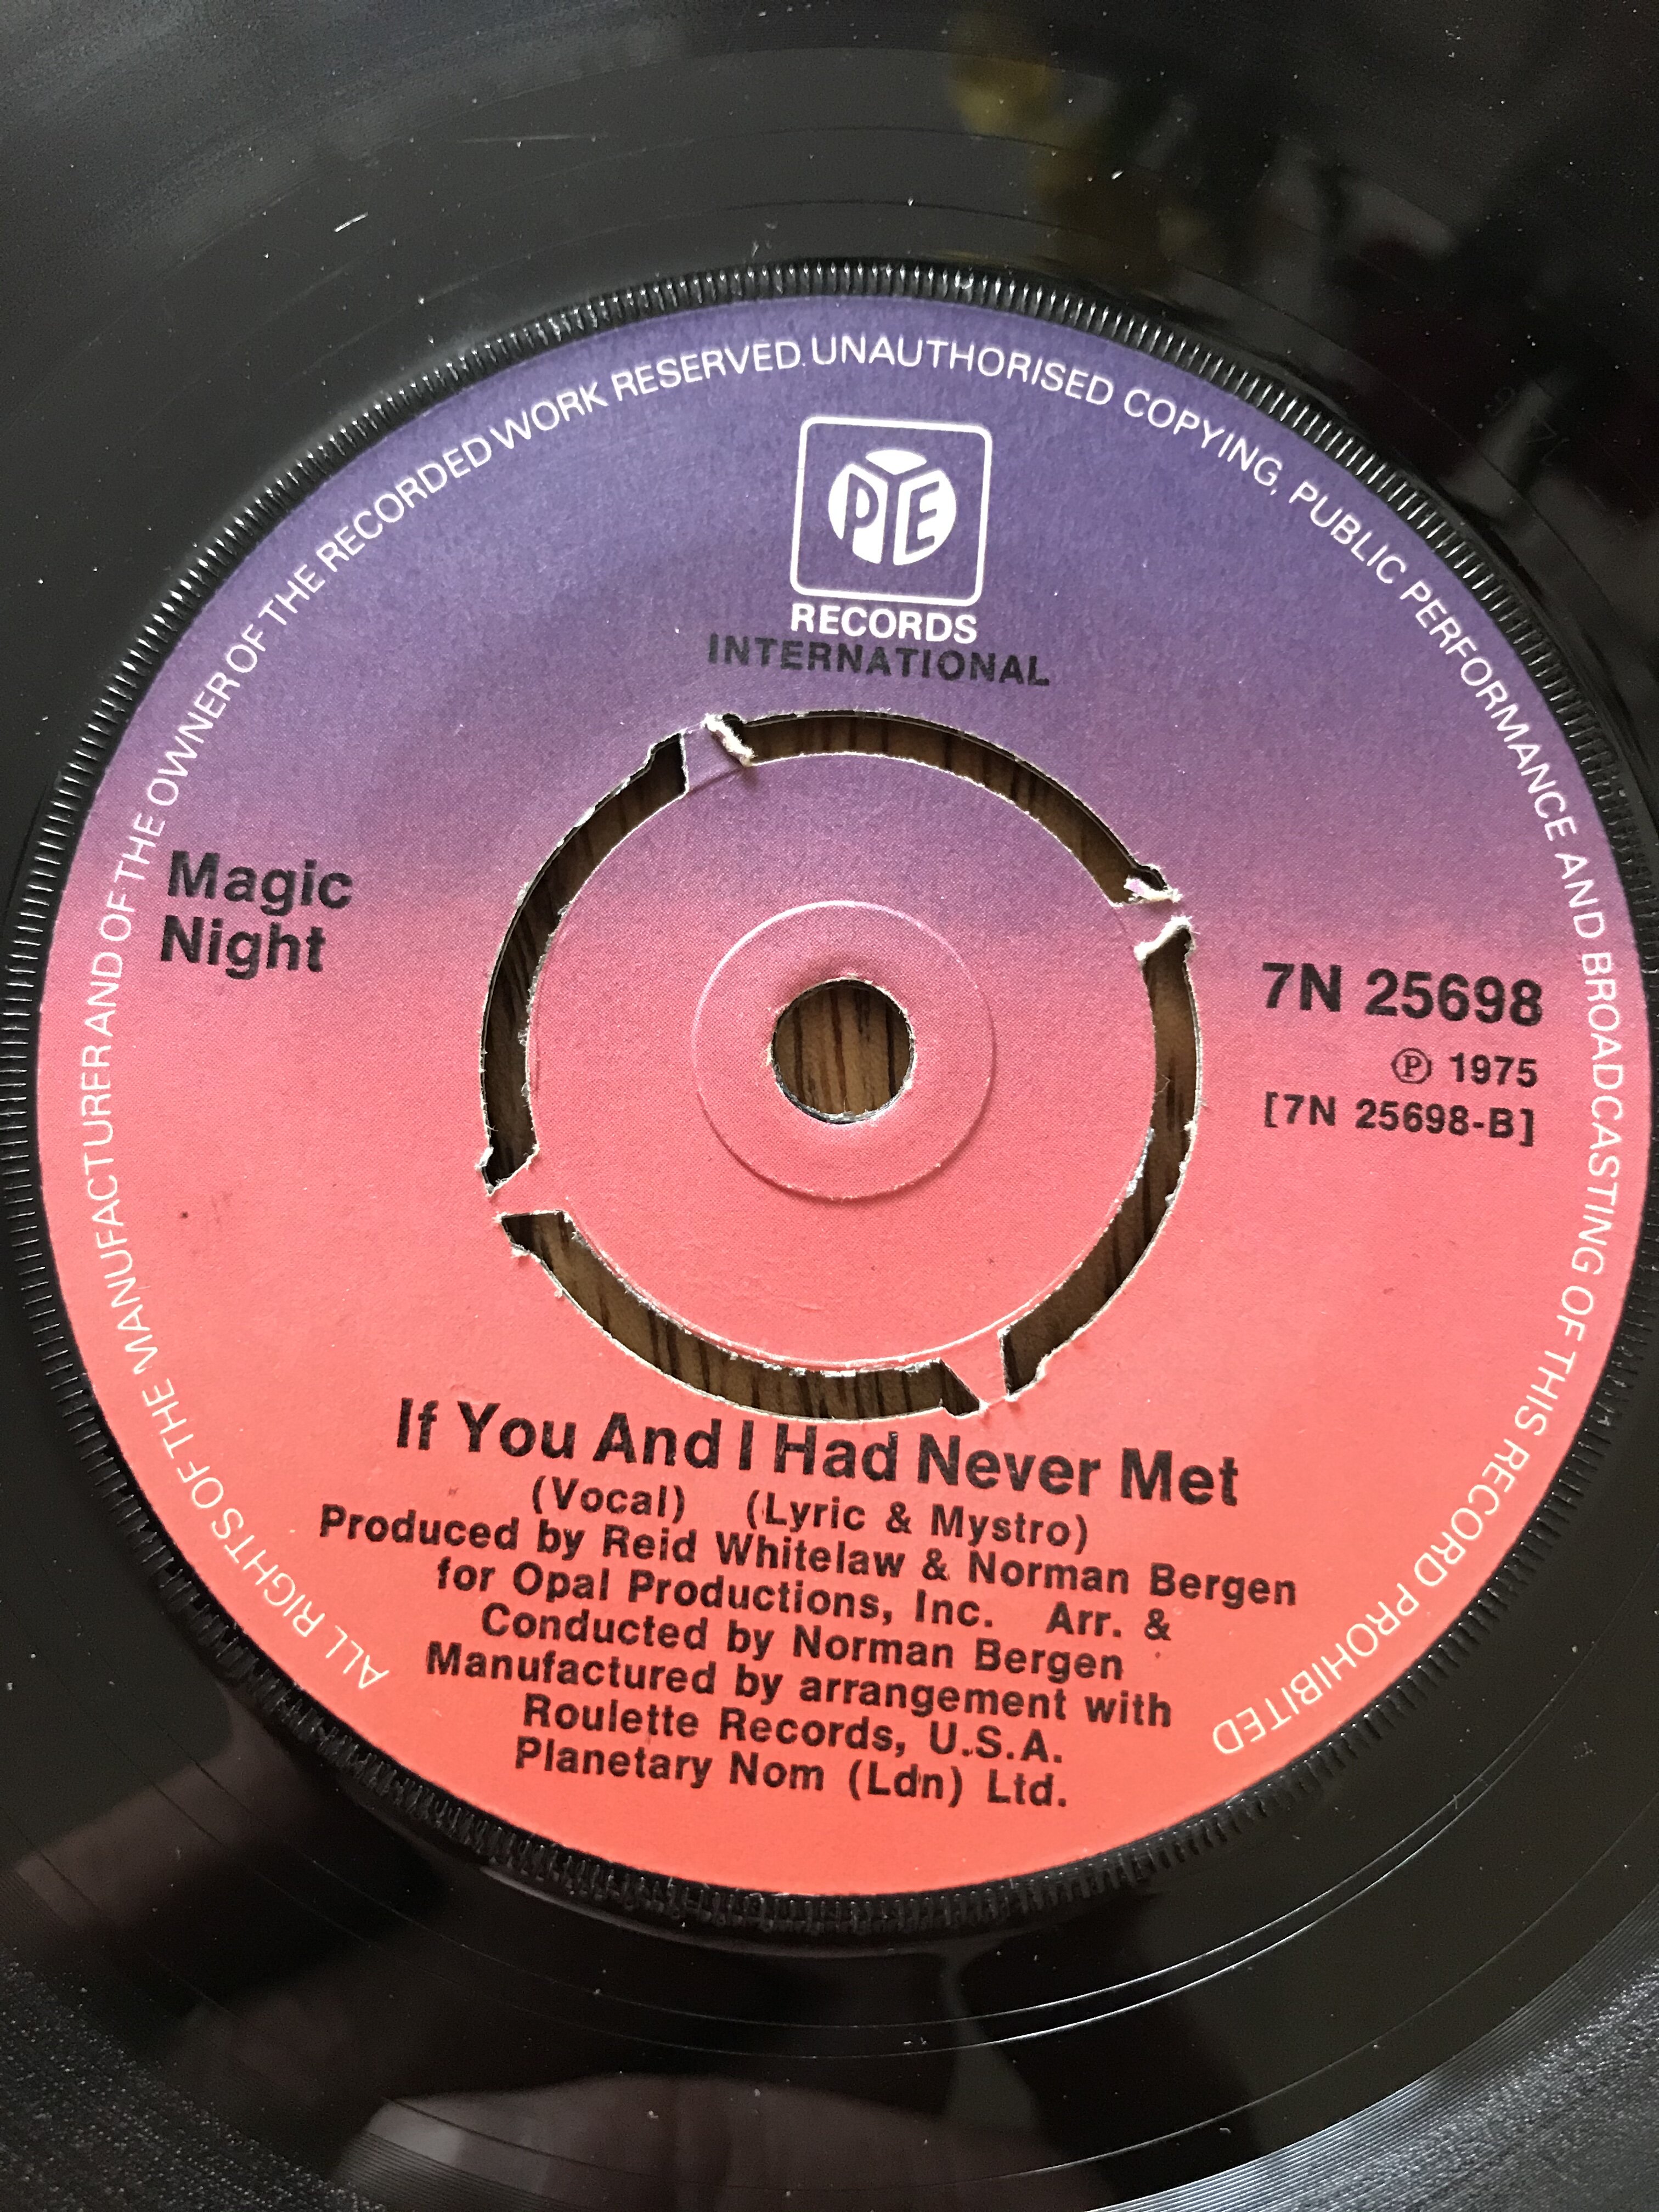 ALL RIGHTS OF THE MANUFACTURER AND OF THE OWNER OF THE RECORDED WORK RESERVED. UNAUTHORISED COPYING, PUBLIC PERFORMANCE AND BROADCASTING OF THIS RECORD PROHIBITED
PYE
RECORDS
INTERNATIONAL
Magic
Night
7N 25698
Ⓟ 1975
[7N 25698-B]
If You And I Had Never Met
(Vocal) (Lyric & Mystro)
Produced by Reid Whitelaw & Norman Bergen
for Opal Productions, Inc. Arr. &
Conducted by Norman Bergen
Manufactured by arrangement with
Roulette Records, U.S.A.
Planetary Nom (Ldn) Ltd.